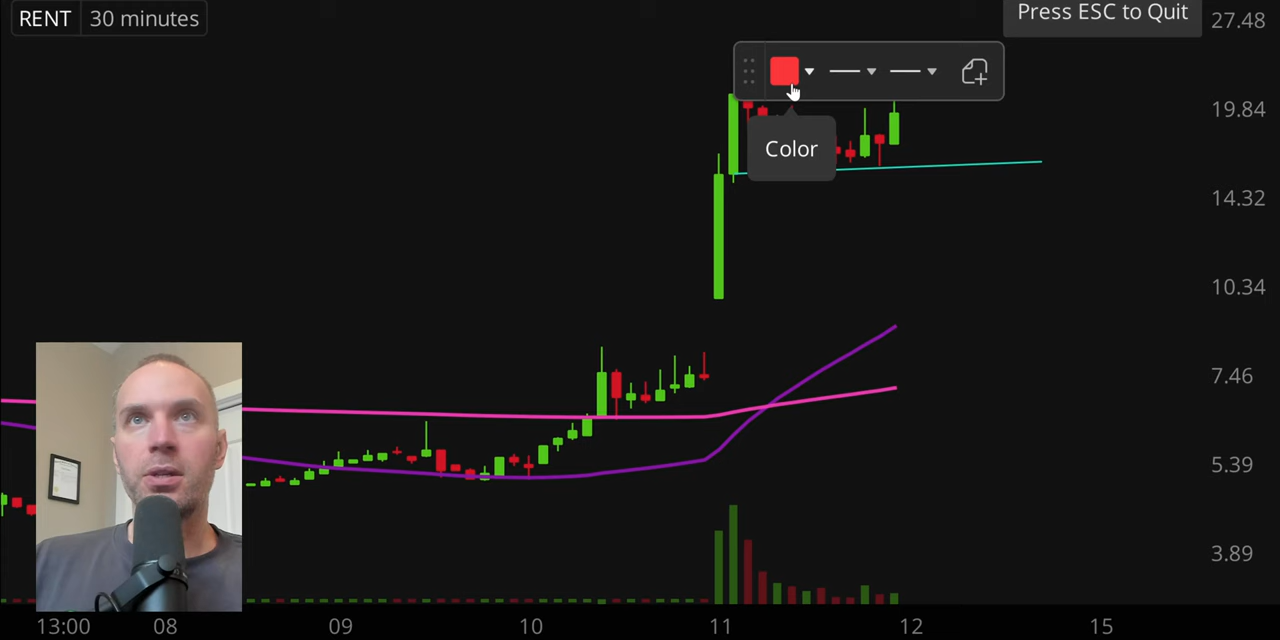 RENT 30 minutes
Press ESC to Quit
27.48
19.84
Color
14.32
10.34
7.46
5.39
3.89
13:00 08 09 10 11 12 15